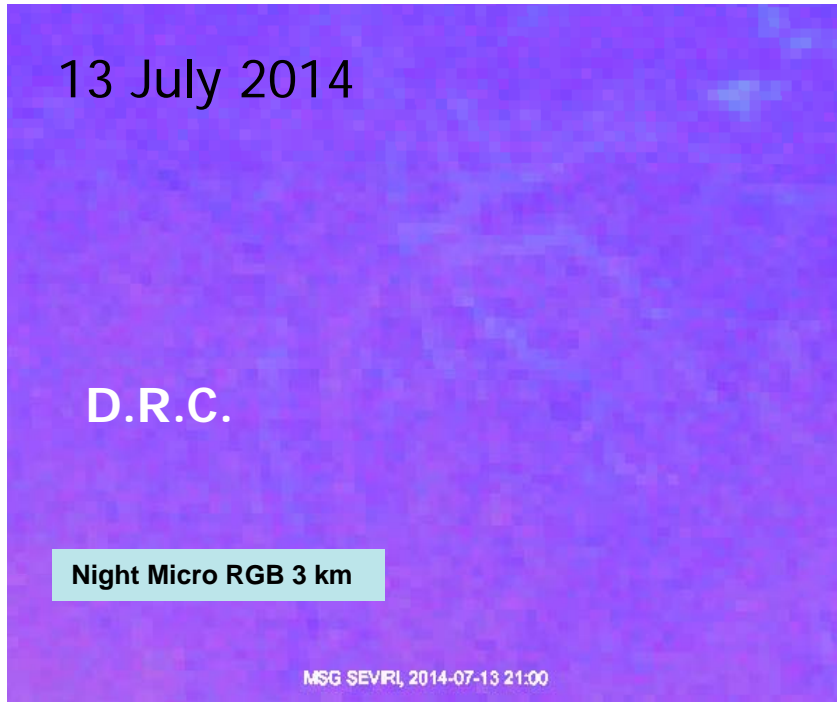 13 July 2014
D.R.C.
Night Micro RGB 3 km
MSG SEVIRI, 2014-07-13 21:00